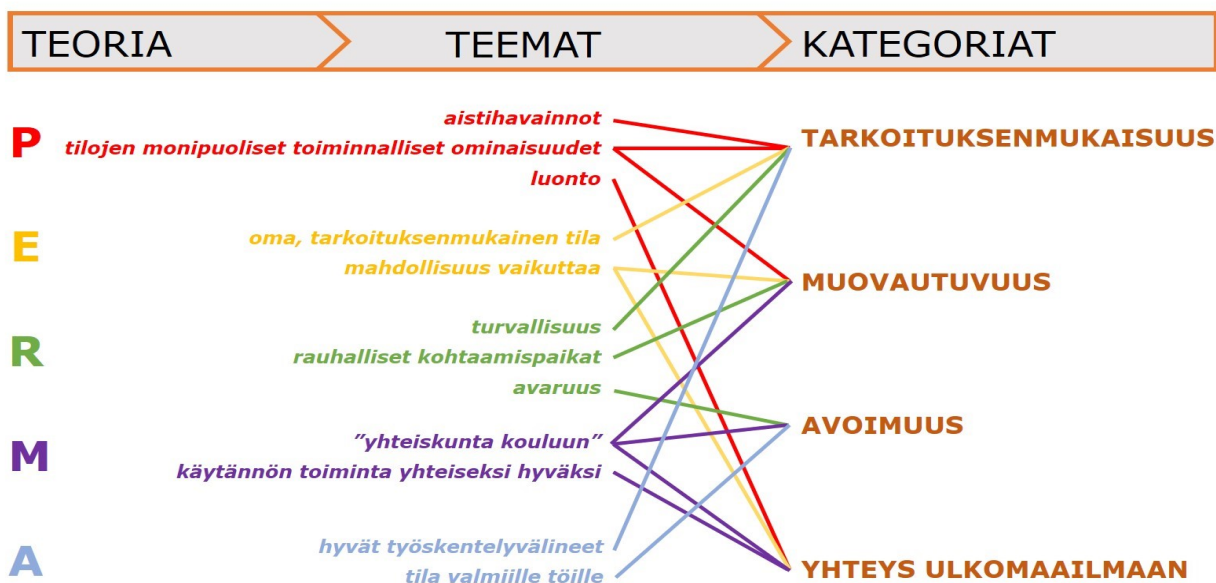 TEORIA
TEEMAT
KATEGORIAT
P
aistihavainnot
tilojen monipuoliset toiminnalliset ominaisuudet
luonto
E
oma, tarkoituksenmukainen tila
mahdollisuus vaikuttaa
R
turvallisuus
rauhalliset kohtaamispaikat
avaruus
M
”yhteiskunta kouluun”
käytännön toiminta yhteiseksi hyväksi
A
hyvät työskentelyvälineet
tila valmiille töille
TARKOITUKSENMUKAISUUS
MUOVAUTUVUUS
AVOIMUUS
YHTEYS ULKOMAAILMAAN